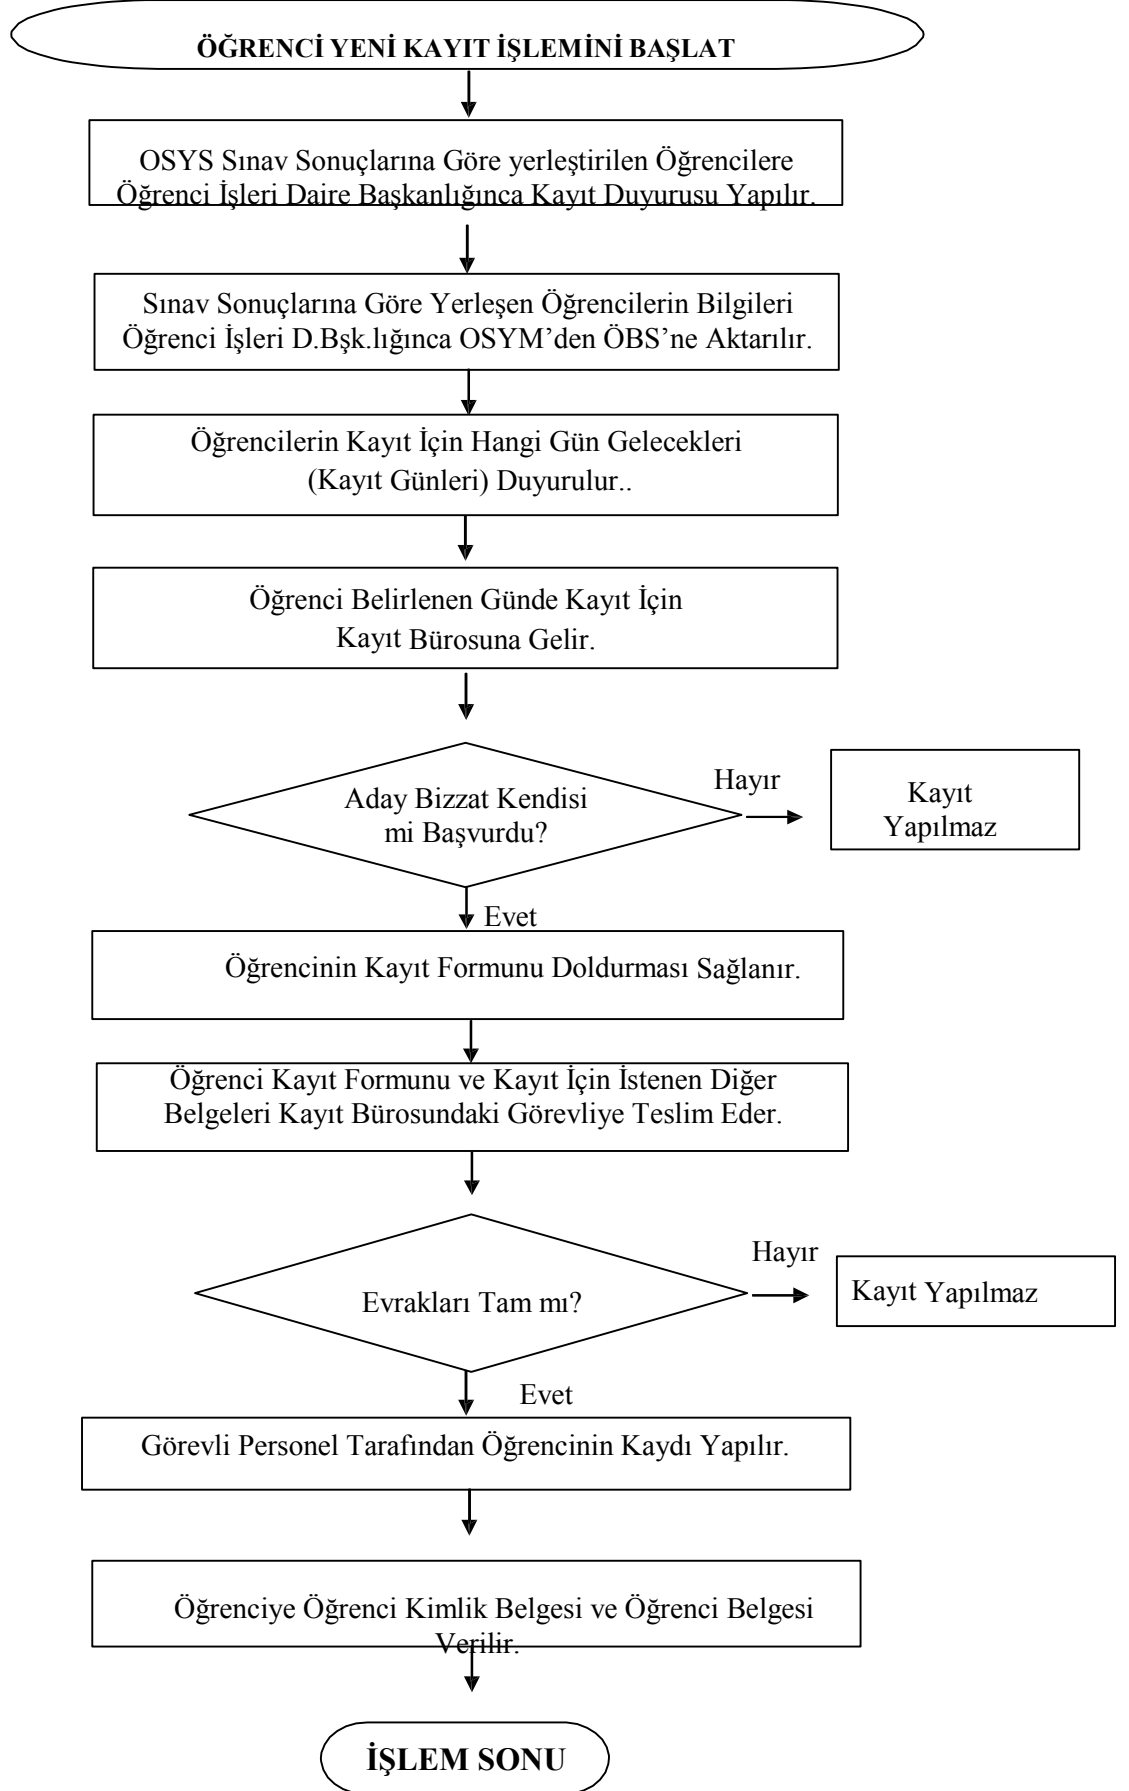 ÖĞRENCİ YENİ KAYIT İŞLEMİNİ BAŞLAT
OSYS Sınav Sonuçlarına Göre yerleştirilen Öğrencilere
Öğrenci İşleri Daire Başkanlığınca Kayıt Duyurusu Yapılır.
Sınav Sonuçlarına Göre Yerleşen Öğrencilerin Bilgileri
Öğrenci İşleri D.Bşk.lığınca OSYM’den ÖBS’ne Aktarılır.
Öğrencilerin Kayıt İçin Hangi Gün Gelecekleri
(Kayıt Günleri) Duyurulur..
Öğrenci Belirlenen Günde Kayıt İçin
Kayıt Bürosuna Gelir.
Aday Bizzat Kendisi
mi Başvurdu?
Hayır
Kayıt
Yapılmaz
Evet
Öğrencinin Kayıt Formunu Doldurması Sağlanır.
Öğrenci Kayıt Formunu ve Kayıt İçin İstenen Diğer
Belgeleri Kayıt Bürosundaki Görevliye Teslim Eder.
Evrakları Tam mı?
Hayır
Kayıt Yapılmaz
Evet
Görevli Personel Tarafından Öğrencinin Kaydı Yapılır.
Öğrenciye Öğrenci Kimlik Belgesi ve Öğrenci Belgesi
Verilir.
İŞLEM SONU